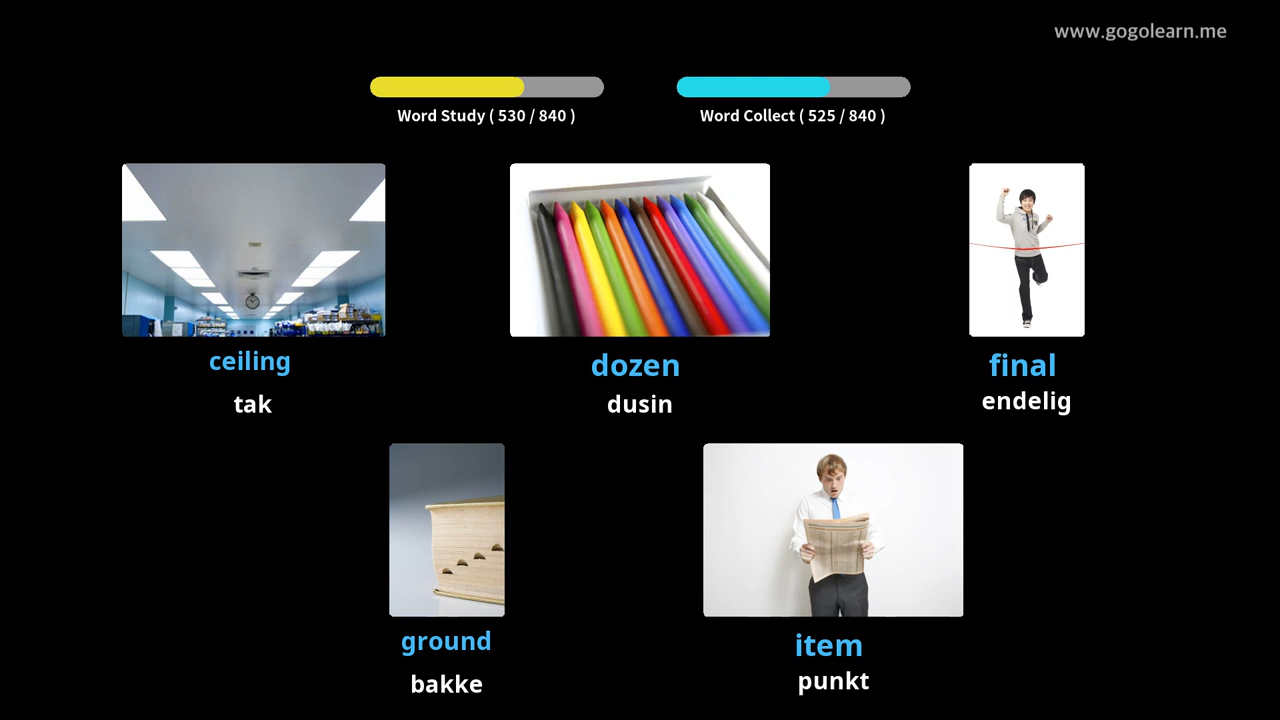 www.gogolearn.me
Word Study ( 530 / 840 )
Word Collect ( 525 / 840 )
ceiling
tak
dozen
dusin
final
endelig
ground
bakke
item
punkt